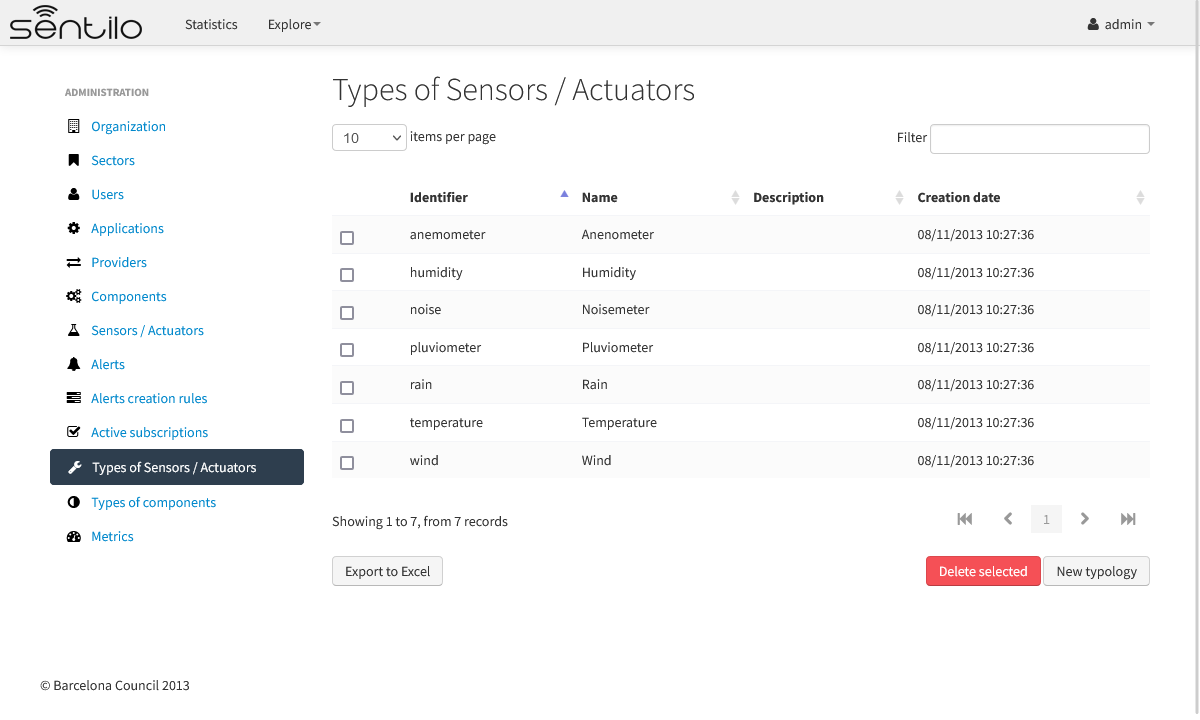 sentilo Statistics Explore admin
ADMINISTRATION
Organization
Sectors
Users
Applications
Providers
Components
Sensors / Actuators
Alerts
Alerts creation rules
Active subscriptions
Types of Sensors / Actuators
Types of components
Metrics
Types of Sensors / Actuators
10 items per page Filter
Identifier Name Description Creation date
anemometer Anenometer 08/11/2013 10:27:36
humidity Humidity 08/11/2013 10:27:36
noise Noisemeter 08/11/2013 10:27:36
pluviometer Pluviometer 08/11/2013 10:27:36
rain Rain 08/11/2013 10:27:36
temperature Temperature 08/11/2013 10:27:36
wind Wind 08/11/2013 10:27:36
Showing 1 to 7, from 7 records 1
Export to Excel Delete selected New typology
© Barcelona Council 2013